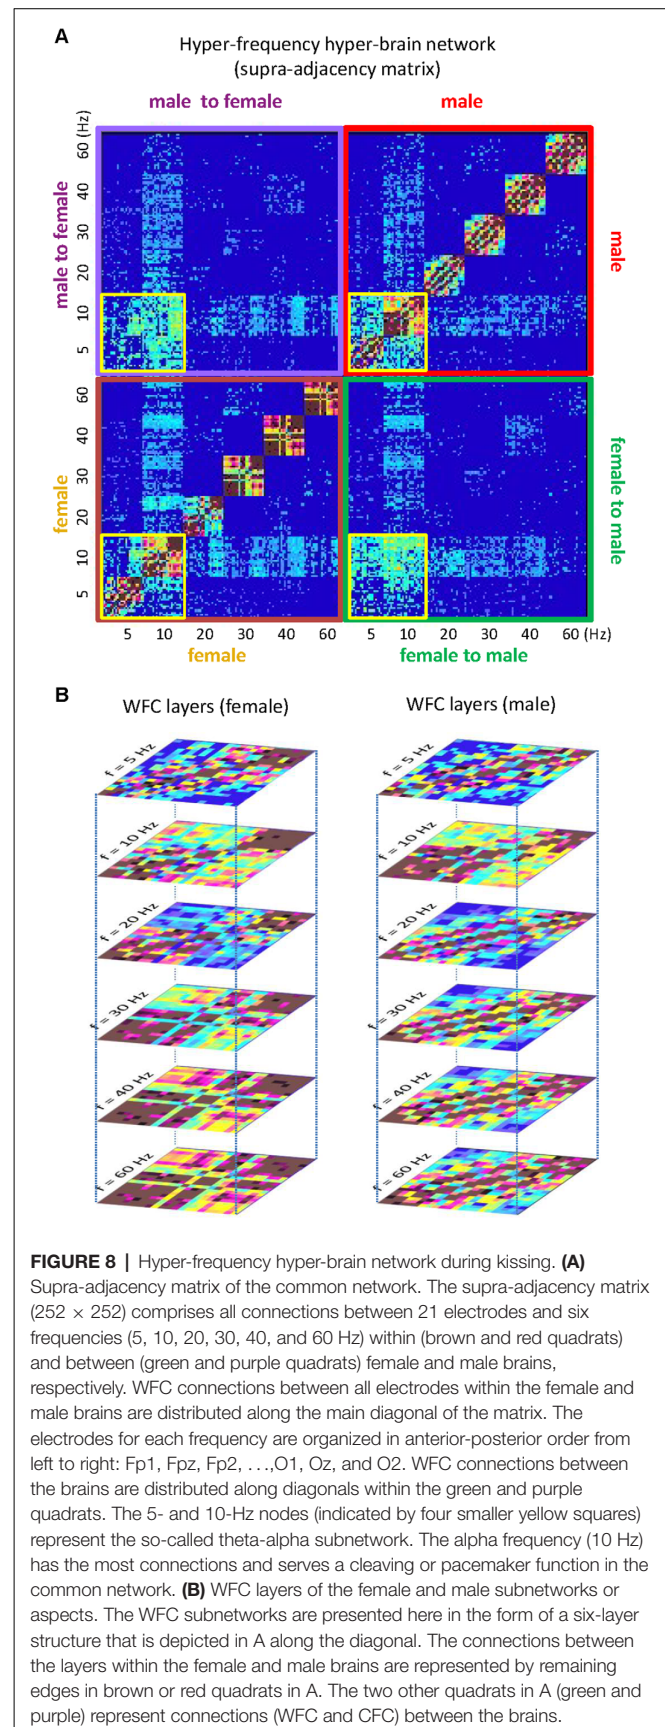 A
Hyper-frequency hyper-brain network
(supra-adjacency matrix)
male to female
male
60 (Hz)
40
30
20
10
5
male to female
male
60
40
30
20
10
5
female
female to male
5 10 20 30 40 60 5 10 20 30 40 60 (Hz)
female
female to male
B
WFC layers (female)
WFC layers (male)
f = 5 Hz
f = 10 Hz
f = 20 Hz
f = 30 Hz
f = 40 Hz
f = 60 Hz
f = 5 Hz
f = 10 Hz
f = 20 Hz
f = 30 Hz
f = 40 Hz
f = 60 Hz
FIGURE 8 | Hyper-frequency hyper-brain network during kissing. (A)
Supra-adjacency matrix of the common network. The supra-adjacency matrix
(252 × 252) comprises all connections between 21 electrodes and six
frequencies (5, 10, 20, 30, 40, and 60 Hz) within (brown and red quadrats)
and between (green and purple quadrats) female and male brains,
respectively. WFC connections between all electrodes within the female and
male brains are distributed along the main diagonal of the matrix. The
electrodes for each frequency are organized in anterior-posterior order from
left to right: Fp1, Fpz, Fp2, …,O1, Oz, and O2. WFC connections between
the brains are distributed along diagonals within the green and purple
quadrats. The 5- and 10-Hz nodes (indicated by four smaller yellow squares)
represent the so-called theta-alpha subnetwork. The alpha frequency (10 Hz)
has the most connections and serves a cleaving or pacemaker function in the
common network. (B) WFC layers of the female and male subnetworks or
aspects. The WFC subnetworks are presented here in the form of a six-layer
structure that is depicted in A along the diagonal. The connections between
the layers within the female and male brains are represented by remaining
edges in brown or red quadrats in A. The two other quadrats in A (green and
purple) represent connections (WFC and CFC) between the brains.